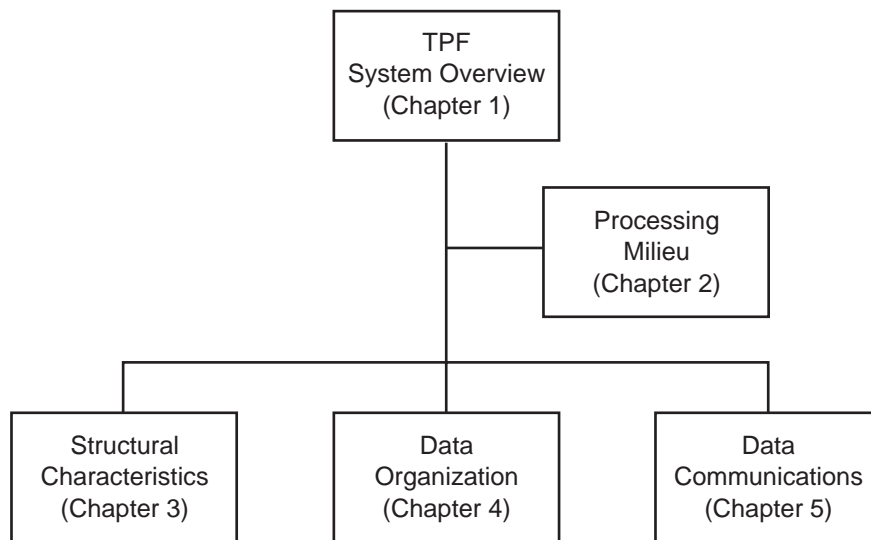 TPF
System Overview
(Chapter 1)
Processing
Milieu
(Chapter 2)
Structural
Characteristics
(Chapter 3)
Data
Organization
(Chapter 4)
Data
Communications
(Chapter 5)